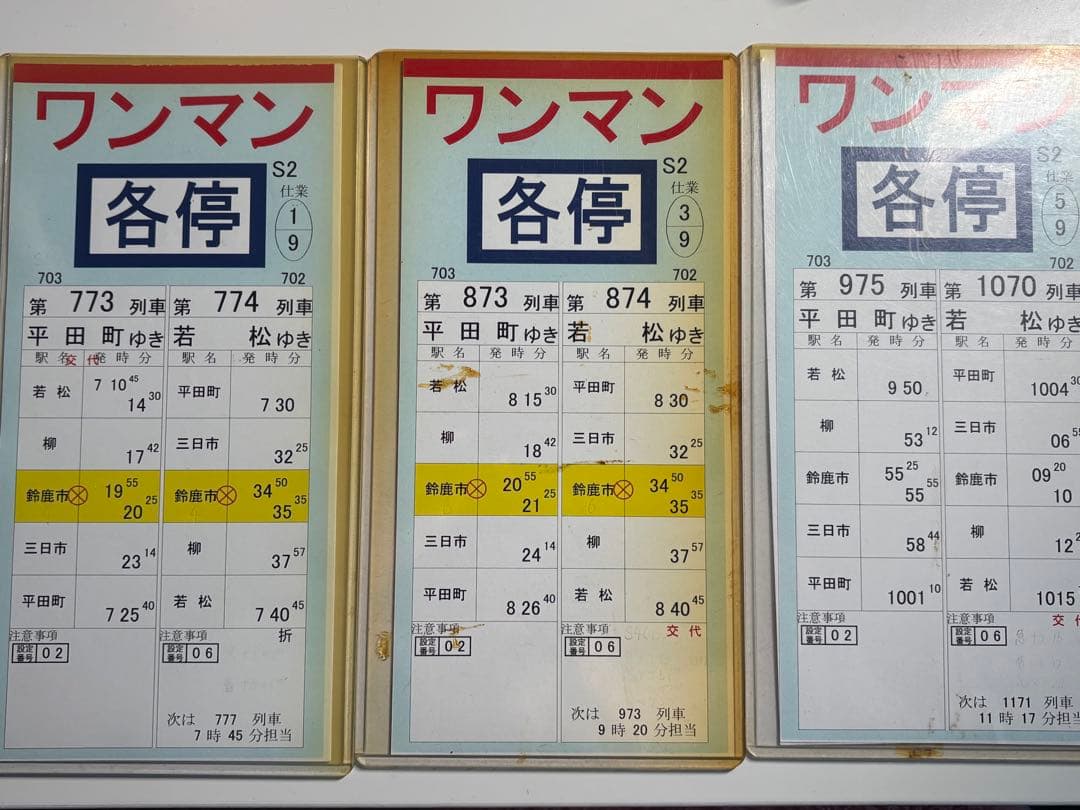 ワンマン
各停
S2
仕業
1
9
703
702
第 773 列車
第 774 列車
平田町ゆき
若松ゆき
駅名 発時分
交代
駅名 発時分
若松 7 10 45
14 30
平田町 7 30
柳 17 42
三日市 32 25
鈴鹿市 19 55
20 25
鈴鹿市 34 50
35 35
三日市 23 14
柳 37 57
平田町 7 25 40
若松 7 40 45
注意事項
設定番号 02
注意事項 折
設定番号 06
次は 777 列車
7時45分担当
ワンマン
各停
S2
仕業
3
9
703
702
第 873 列車
第 874 列車
平田町ゆき
若松ゆき
駅名 発時分
駅名 発時分
若松 8 15 30
平田町 8 30
柳 18 42
三日市 32 25
鈴鹿市 20 55
21 25
鈴鹿市 34 50
35 35
三日市 24 14
柳 37 57
平田町 8 26 40
若松 8 40 45
注意事項
設定番号 02
注意事項 交代
設定番号 06
次は 973 列車
9時20分担当
ワンマン
各停
S2
仕業
5
9
703
702
第 975 列車
第 1070 列車
平田町ゆき
若松ゆき
駅名 発時分
駅名 発時分
若松 9 50
平田町 1004 30
柳 53 12
三日市 06
鈴鹿市 55 25
55 55
鈴鹿市 09 20
10
三日市 58 44
柳 12
平田町 1001 10
若松 1015
注意事項
設定番号 02
注意事項 交
設定番号 06
次は 1171 列車
11時17分担当